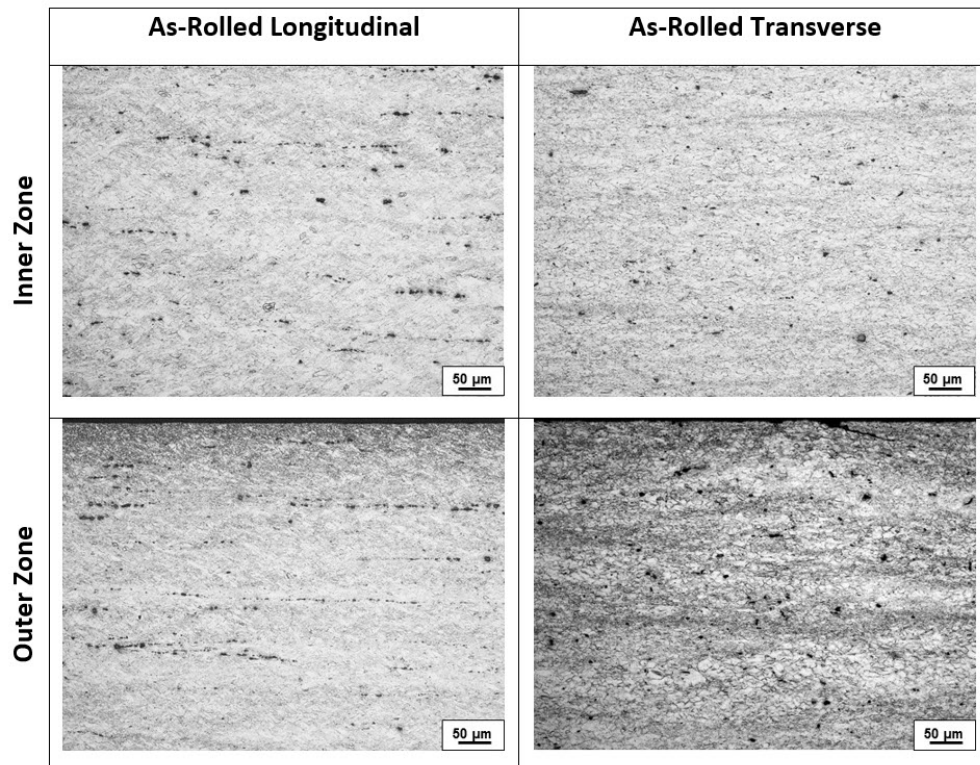 As-Rolled Longitudinal
As-Rolled Transverse
Inner Zone
50 µm
50 µm
Outer Zone
50 µm
50 µm